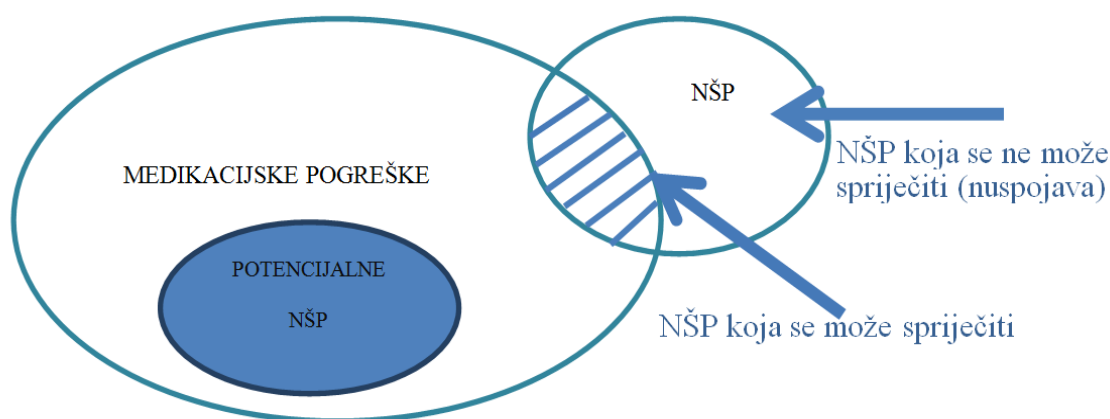 NŠP
MEDIKACIJSKE POGREŠKE
NŠP koja se ne može
spriječiti (nuspojava)
POTENCIJALNE
NŠP
NŠP koja se može spriječiti